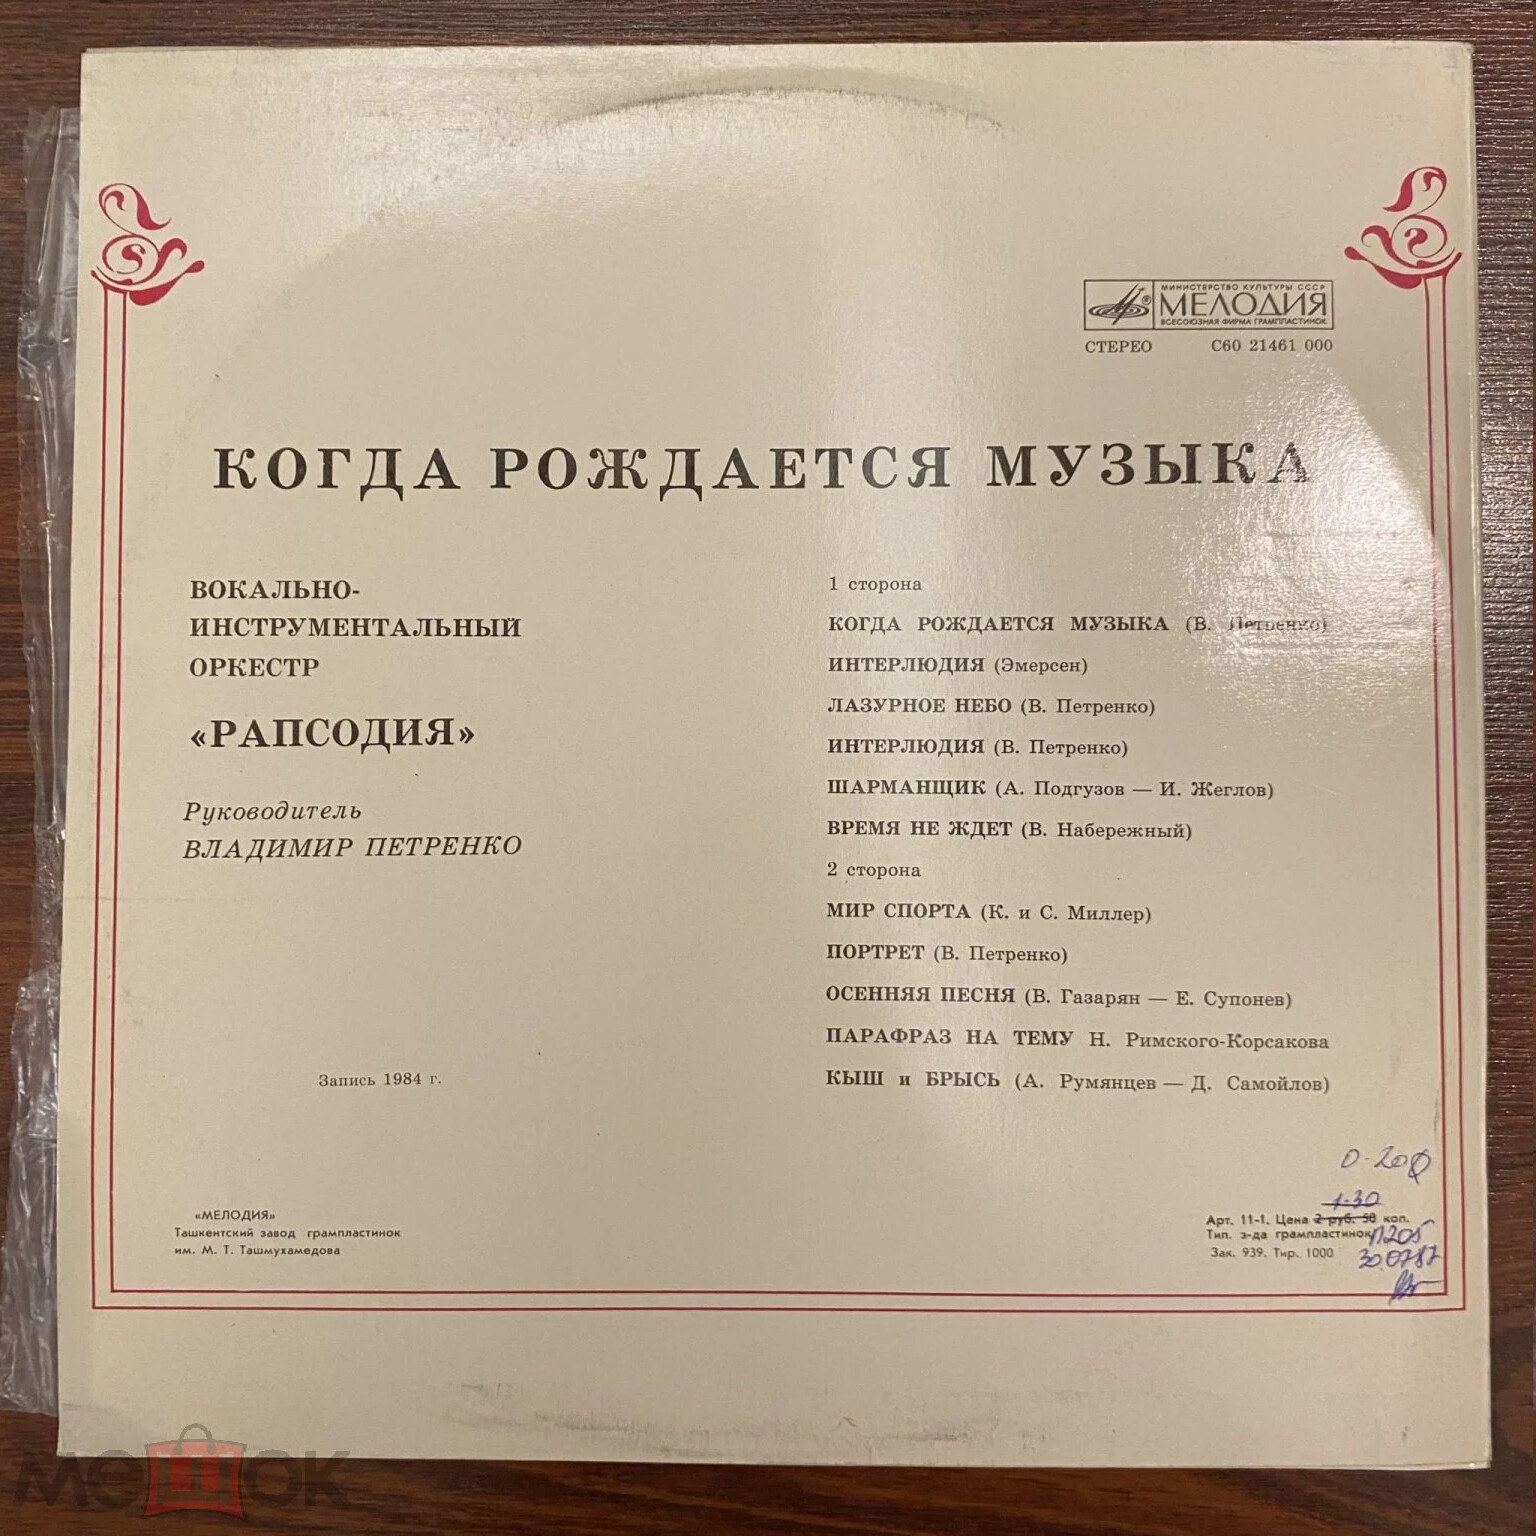 МИНИСТЕРСТВО КУЛЬТУРЫ СССР
МЕЛОДИЯ
ВСЕСОЮЗНАЯ ФИРМА ГРАМПЛАСТИНОК
СТЕРЕО С60 21461 000
КОГДА РОЖДАЕТСЯ МУЗЫКА
ВОКАЛЬНО-
ИНСТРУМЕНТАЛЬНЫЙ
ОРКЕСТР
«РАПСОДИЯ»
Руководитель
ВЛАДИМИР ПЕТРЕНКО
Запись 1984 г.
1 сторона
КОГДА РОЖДАЕТСЯ МУЗЫКА (В. Петренко)
ИНТЕРЛЮДИЯ (Эмерсен)
ЛАЗУРНОЕ НЕБО (В. Петренко)
ИНТЕРЛЮДИЯ (В. Петренко)
ШАРМАНЩИК (А. Подгузов — И. Жеглов)
ВРЕМЯ НЕ ЖДЕТ (В. Набережный)
2 сторона
МИР СПОРТА (К. и С. Миллер)
ПОРТРЕТ (В. Петренко)
ОСЕННЯЯ ПЕСНЯ (В. Газарян — Е. Супонев)
ПАРАФРАЗ НА ТЕМУ Н. Римского-Корсакова
КЫШ и БРЫСЬ (А. Румянцев — Д. Самойлов)
«МЕЛОДИЯ»
Ташкентский завод грампластинок
им. М. Т. Ташмухамедова
0-20
1-30
Арт. 11-1. Цена 2 руб. 50 коп.
Тип. з-да грампластинок
Зак. 939. Тир. 1000
30.07.87
мешок